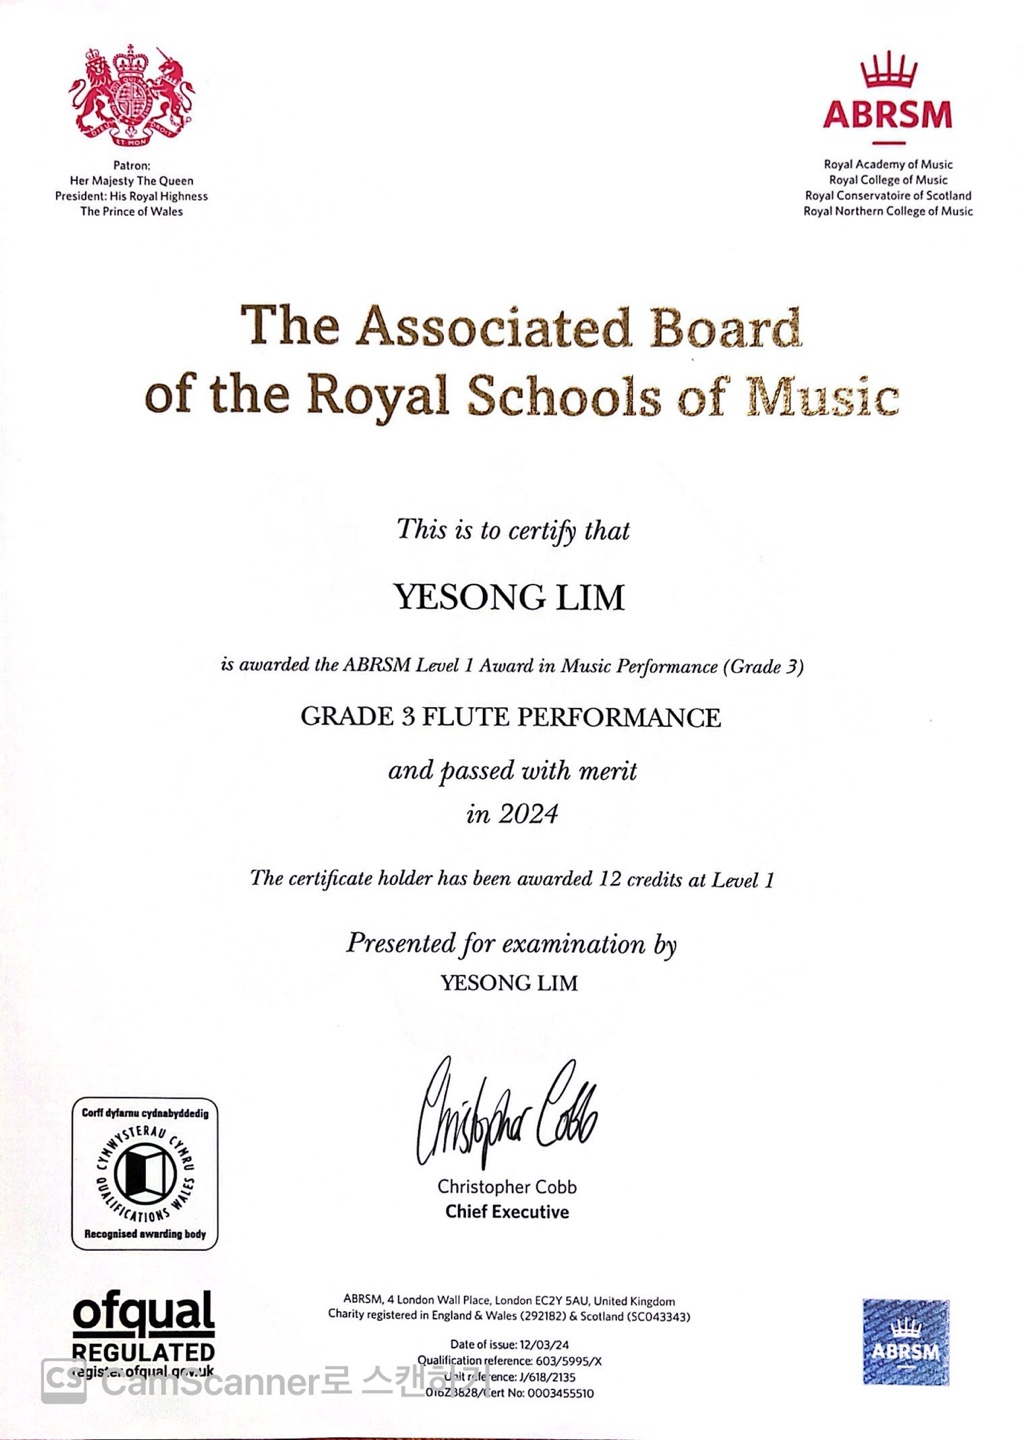 Patron:
Her Majesty The Queen
President: His Royal Highness
The Prince of Wales
ABRSM
Royal Academy of Music
Royal College of Music
Royal Conservatoire of Scotland
Royal Northern College of Music
The Associated Board
of the Royal Schools of Music
This is to certify that
YESONG LIM
is awarded the ABRSM Level 1 Award in Music Performance (Grade 3)
GRADE 3 FLUTE PERFORMANCE
and passed with merit
in 2024
The certificate holder has been awarded 12 credits at Level 1
Presented for examination by
YESONG LIM
Christopher Cobb
Christopher Cobb
Chief Executive
Corff dyfarnu cydnabyddedig
CYMWYSTERAU CYMRU
QUALIFICATIONS WALES
Recognised awarding body
ofqual
REGULATED
register.ofqual.gov.uk
ABRSM, 4 London Wall Place, London EC2Y 5AU, United Kingdom
Charity registered in England & Wales (292182) & Scotland (SC043343)
Date of issue: 12/03/24
Qualification reference: 603/5995/X
Unit reference: J/618/2135
Cert No: 0003455510
ABRSM
CS CamScanner로 스캔하기